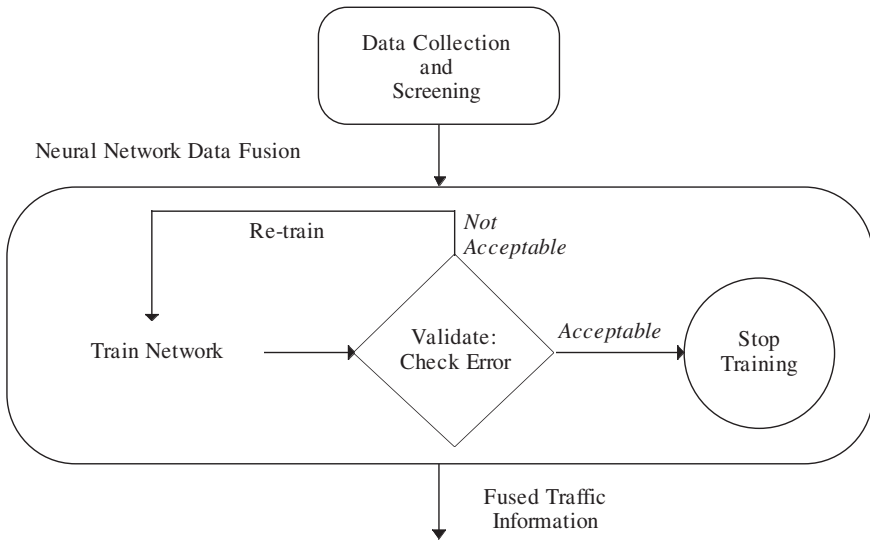 Data Collection
and
Screening
Neural Network Data Fusion
Re-train
Not
Acceptable
Train Network
Validate:
Check Error
Acceptable
Stop
Training
Fused Traffic
Information